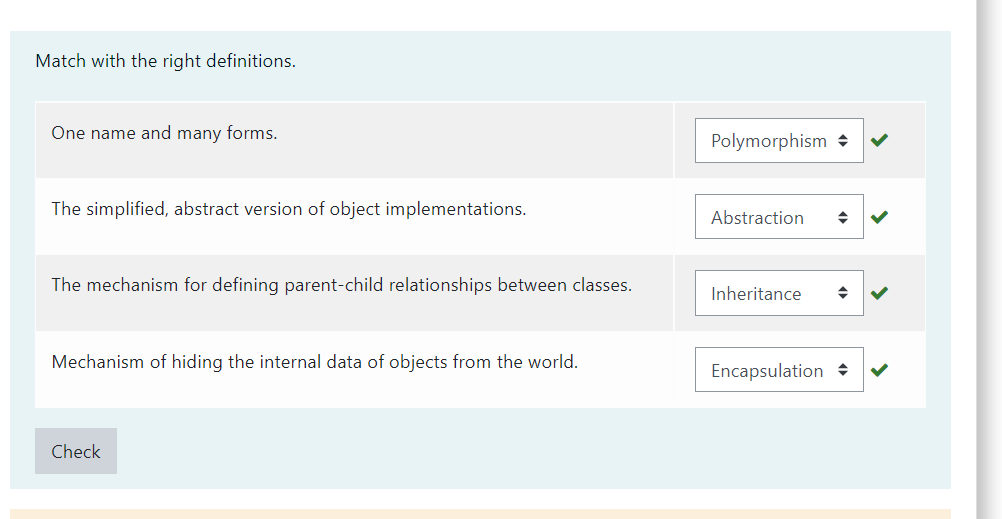 Match with the right definitions.
One name and many forms.
Polymorphism
The simplified, abstract version of object implementations.
Abstraction
The mechanism for defining parent-child relationships between classes.
Inheritance
Mechanism of hiding the internal data of objects from the world.
Encapsulation
Check